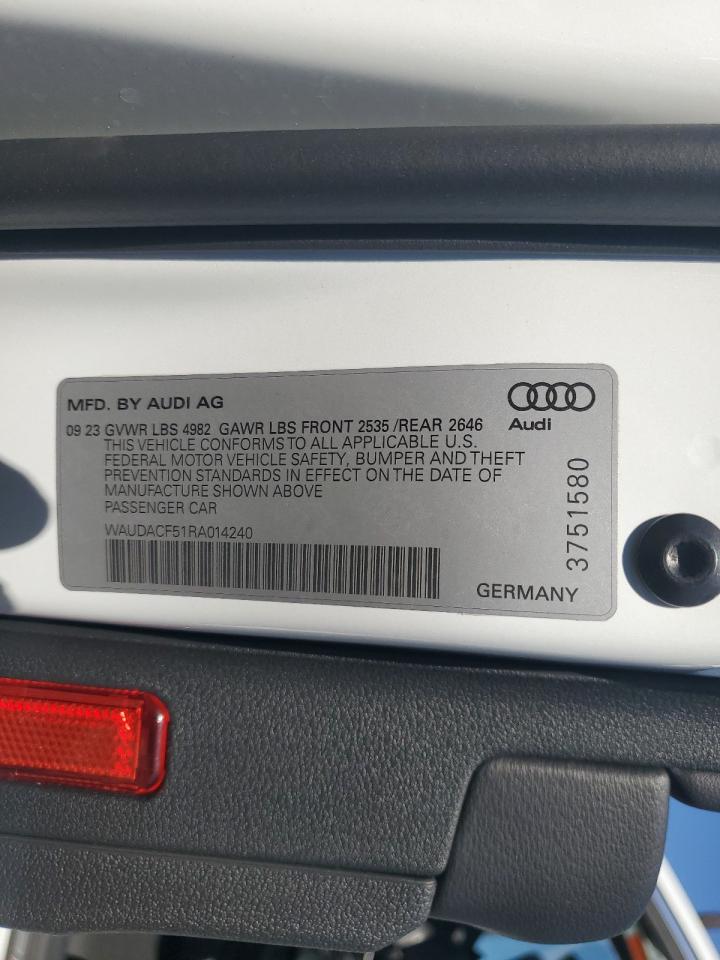 MFD. BY AUDI AG
Audi
09 23 GVWR LBS 4982 GAWR LBS FRONT 2535 /REAR 2646
THIS VEHICLE CONFORMS TO ALL APPLICABLE U.S.
FEDERAL MOTOR VEHICLE SAFETY, BUMPER AND THEFT
PREVENTION STANDARDS IN EFFECT ON THE DATE OF
MANUFACTURE SHOWN ABOVE
PASSENGER CAR
WAUDACF51RA014240
GERMANY
3751580